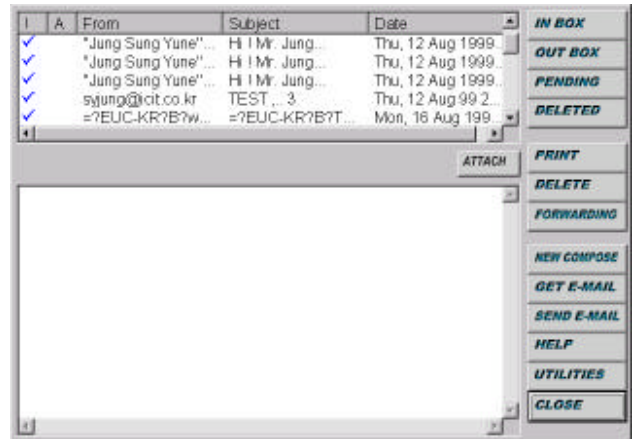 ! A From Subject Date
"Jung Sung Yune"... Hi ! Mr. Jung... Thu, 12 Aug 1999...
"Jung Sung Yune"... Hi ! Mr. Jung... Thu, 12 Aug 1999...
"Jung Sung Yune"... Hi ! Mr. Jung... Thu, 12 Aug 1999...
syjung@icit.co.kr TEST ,.. 3 Thu, 12 Aug 99 2...
=?EUC-KR?B?w... =?EUC-KR?B?T... Mon, 16 Aug 199...
ATTACH
IN BOX
OUT BOX
PENDING
DELETED
PRINT
DELETE
FORWARDING
NEW COMPOSE
GET E-MAIL
SEND E-MAIL
HELP
UTILITIES
CLOSE